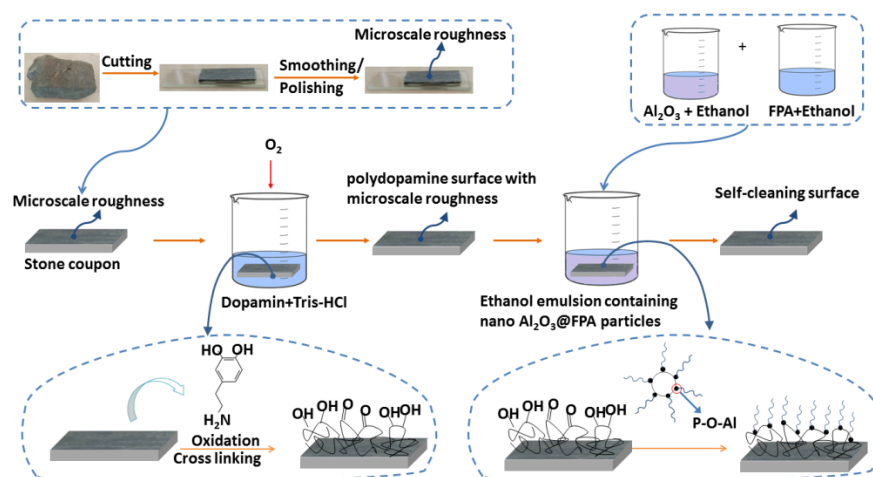 Microscale roughness
Cutting
Smoothing/
Polishing
+
Al₂O₃ + Ethanol
FPA+Ethanol
O₂
Microscale roughness
Stone coupon
Dopamin+Tris-HCl
polydopamine surface with
microscale roughness
Ethanol emulsion containing
nano Al₂O₃@FPA particles
Self-cleaning surface
OH
HO
H₂N
Oxidation
Cross linking
OH OH O O OH OH
P-O-Al
OH OH O O OH OH